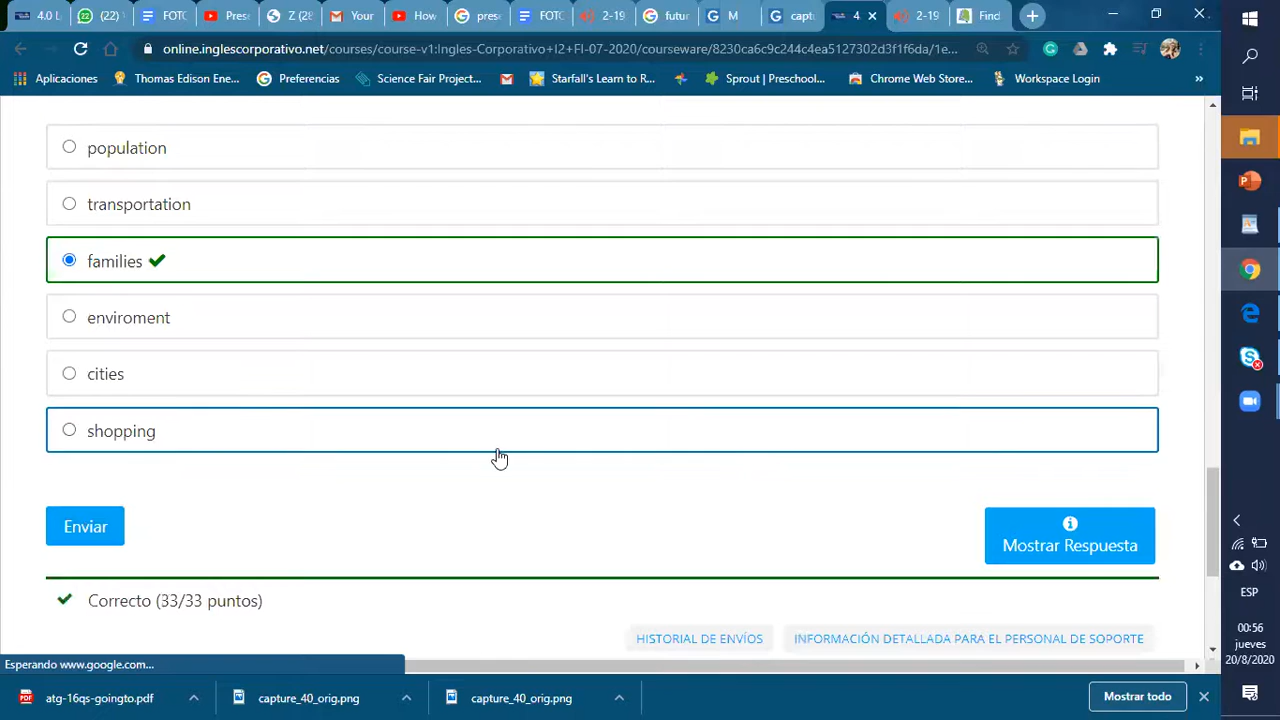 4.0 L
(22)
FOTO
Prese
Z (28
Your
How
prese
FOTO
2-19
futur
M
capt
4
2-19
Find
online.inglescorporativo.net/courses/course-v1:Ingles-Corporativo+I2+FI-07-2020/courseware/8230ca6c9c244c4ea5127302d3f1f6da/1e...
Aplicaciones
Thomas Edison Ene...
Preferencias
Science Fair Project...
Starfall's Learn to R...
Sprout | Preschool...
Chrome Web Store...
Workspace Login
»
population
transportation
families
enviroment
cities
shopping
Enviar
Mostrar Respuesta
Correcto (33/33 puntos)
HISTORIAL DE ENVÍOS
INFORMACIÓN DETALLADA PARA EL PERSONAL DE SOPORTE
Esperando www.google.com...
atg-16qs-goingto.pdf
capture_40_orig.png
capture_40_orig.png
Mostrar todo
ESP
00:56
jueves
20/8/2020